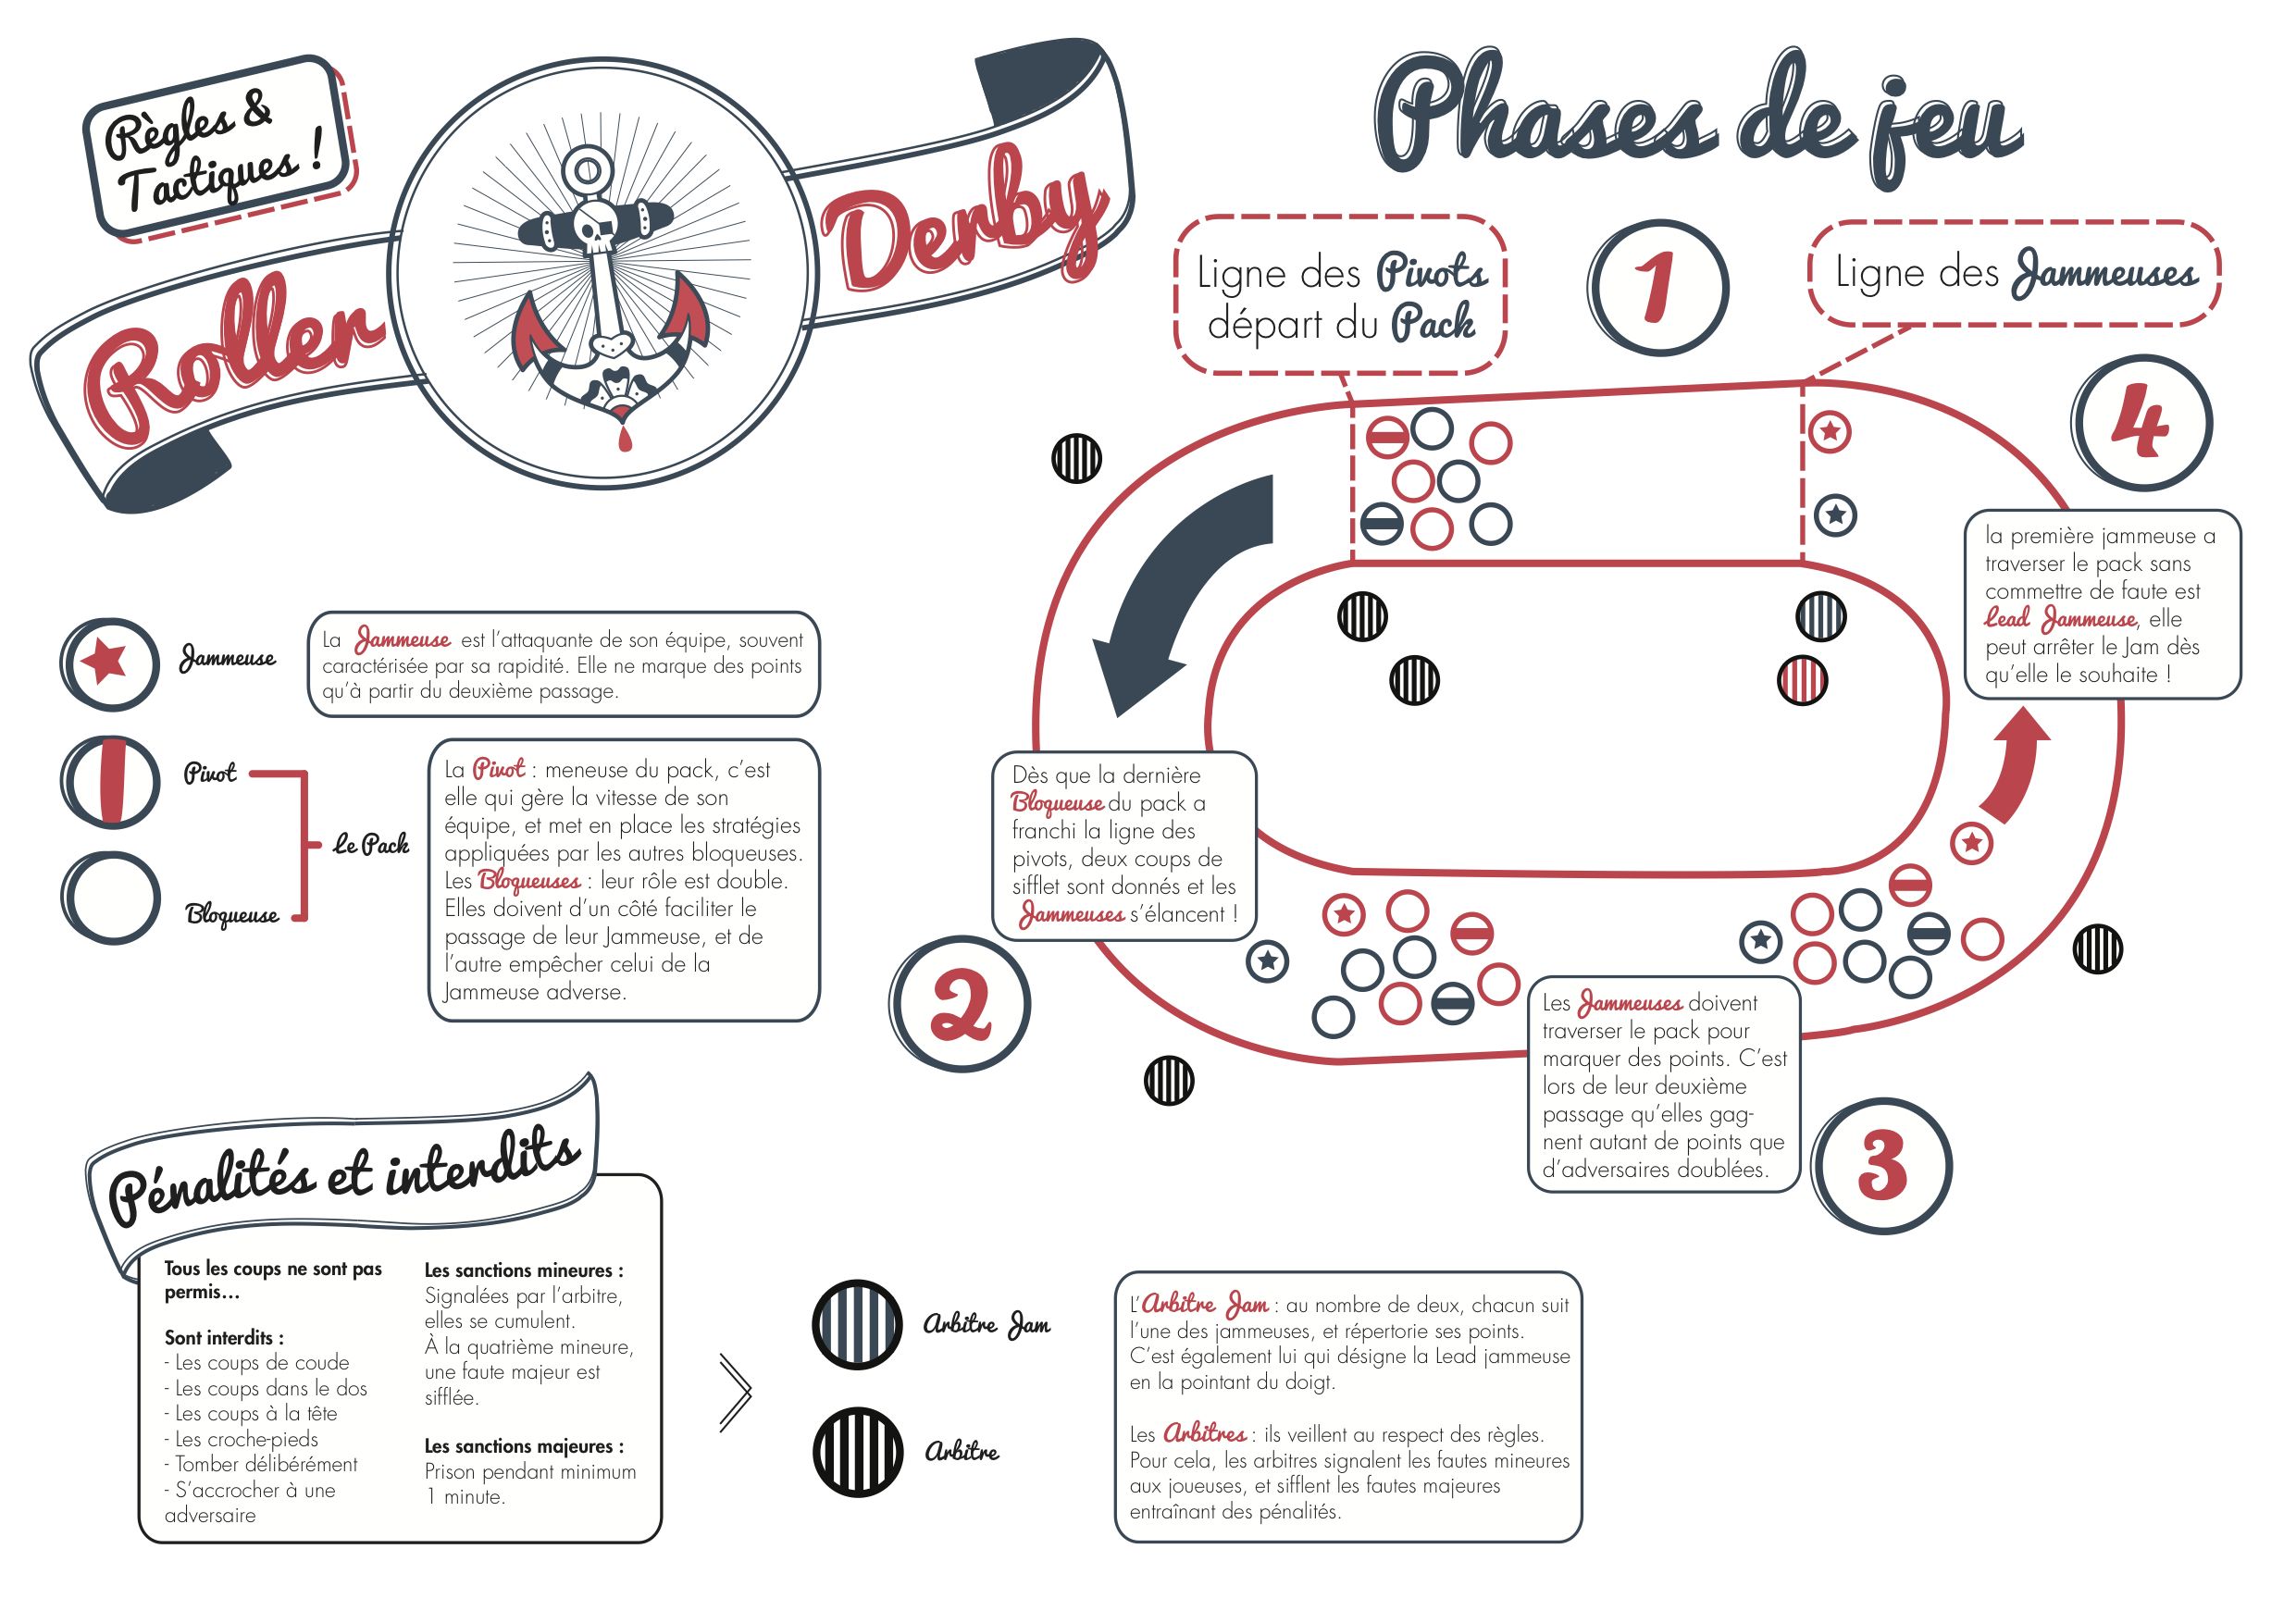 Règles &
Tactiques !
Roller
Derby
Jammeuse
La Jammeuse est l'attaquante de son équipe, souvent
caractérisée par sa rapidité. Elle ne marque des points
qu'à partir du deuxième passage.
Pivot
Le Pack
Bloqueuse
La Pivot : meneuse du pack, c'est
elle qui gère la vitesse de son
équipe, et met en place les stratégies
appliquées par les autres bloqueuses.
Les Bloqueuses : leur rôle est double.
Elles doivent d'un côté faciliter le
passage de leur Jammeuse, et de
l'autre empêcher celui de la
Jammeuse adverse.
Pénalités et interdits
Tous les coups ne sont pas
permis...
Sont interdits :
- Les coups de coude
- Les coups dans le dos
- Les coups à la tête
- Les croche-pieds
- Tomber délibérément
- S'accrocher à une
adversaire
Les sanctions mineures :
Signalées par l'arbitre,
elles se cumulent.
À la quatrième mineure,
une faute majeur est
sifflée.
Les sanctions majeures :
Prison pendant minimum
1 minute.
Arbitre Jam
Arbitre
L'Arbitre Jam : au nombre de deux, chacun suit
l'une des jammeuses, et répertorie ses points.
C'est également lui qui désigne la Lead jammeuse
en la pointant du doigt.
Les Arbitres : ils veillent au respect des règles.
Pour cela, les arbitres signalent les fautes mineures
aux joueuses, et sifflent les fautes majeures
entraînant des pénalités.
Phases de jeu
Ligne des Pivots
départ du Pack
1
Ligne des Jammeuses
2
Dès que la dernière
Bloqueuse du pack a
franchi la ligne des
pivots, deux coups de
sifflet sont donnés et les
Jammeuses s'élancent !
3
Les Jammeuses doivent
traverser le pack pour
marquer des points. C'est
lors de leur deuxième
passage qu'elles gag-
nent autant de points que
d'adversaires doublées.
4
la première jammeuse a
traverser le pack sans
commettre de faute est
Lead Jammeuse, elle
peut arrêter le Jam dès
qu'elle le souhaite !